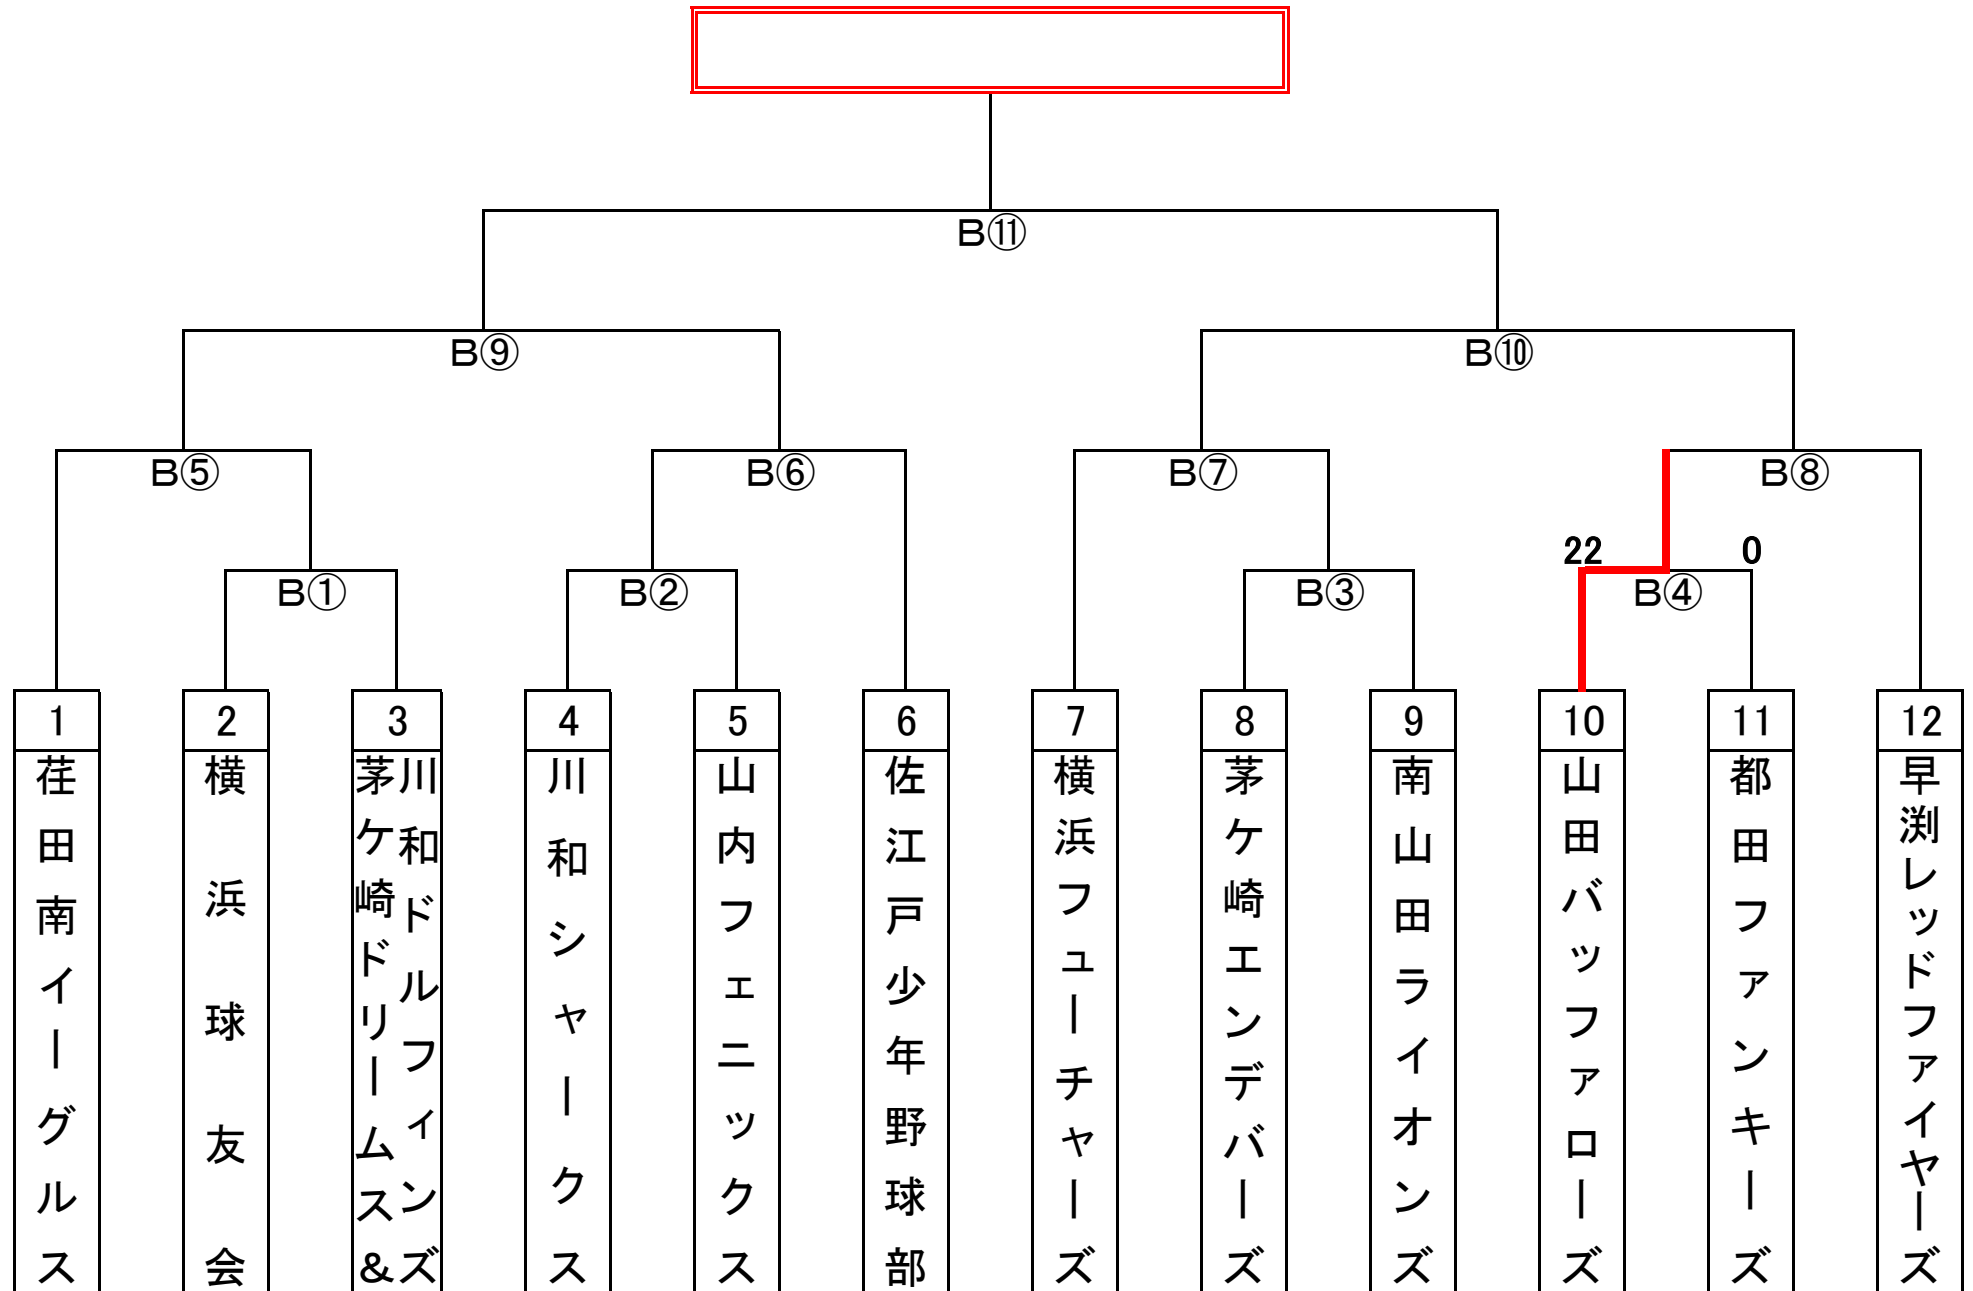 B⑪
B⑨
B⑩
B⑤
B⑥
B⑦
B⑧
22
0
B①
B②
B③
B④
1
2
3
4
5
6
7
8
9
10
11
12
荏田南イーグルス
横浜球友会
川和ドルフィンズ
茅ケ崎ドリームス&
川和シャークス
山内フェニックス
佐江戸少年野球部
横浜フューチャーズ
茅ケ崎エンデバーズ
南山田ライオンズ
山田バッファローズ
都田ファンキーズ
早渕レッドファイヤーズ